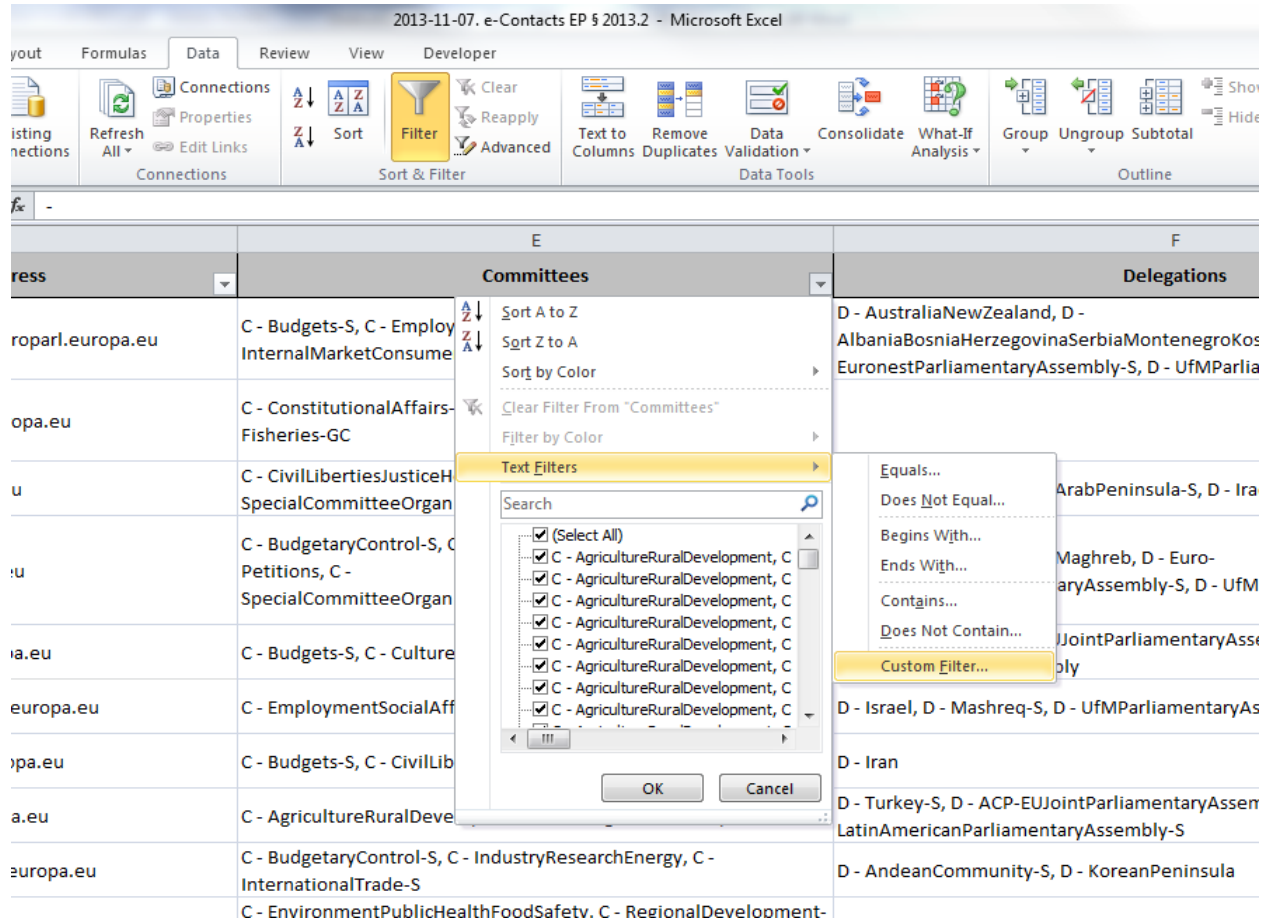 2013-11-07. e-Contacts EP § 2013.2 - Microsoft Excel
yout Formulas Data Review View Developer
isting
nections
Refresh
All
Connections
Properties
Edit Links
Connections
Sort
Filter
Clear
Reapply
Advanced
Sort & Filter
Text to
Columns
Remove
Duplicates
Data
Validation
Consolidate
What-If
Analysis
Data Tools
Group
Ungroup
Subtotal
Show
Hide
Outline
fx -
E F
ress Committees Delegations
roparl.europa.eu
C - Budgets-S, C - Employ
InternalMarketConsume
D - AustraliaNewZealand, D -
AlbaniaBosniaHerzegovinaSerbiaMontenegroKos
EuronestParliamentaryAssembly-S, D - UfMParlia
opa.eu
C - ConstitutionalAffairs-
Fisheries-GC
u
C - CivilLibertiesJusticeH
SpecialCommitteeOrgan
ArabPeninsula-S, D - Ira
eu
C - BudgetaryControl-S, C
Petitions, C -
SpecialCommitteeOrgan
Maghreb, D - Euro-
aryAssembly-S, D - UfM
pa.eu
C - Budgets-S, C - Culture
JJointParliamentaryAsse
bly
europa.eu
C - EmploymentSocialAff
D - Israel, D - Mashreq-S, D - UfMParliamentaryAs
opa.eu
C - Budgets-S, C - CivilLib
D - Iran
a.eu
C - AgricultureRuralDeve
D - Turkey-S, D - ACP-EUJointParliamentaryAssem
LatinAmericanParliamentaryAssembly-S
europa.eu
C - BudgetaryControl-S, C - IndustryResearchEnergy, C -
InternationalTrade-S
D - AndeanCommunity-S, D - KoreanPeninsula
C - EnvironmentPublicHealthFoodSafety, C - RegionalDevelopment-
Sort A to Z
Sort Z to A
Sort by Color
Clear Filter From "Committees"
Filter by Color
Text Filters
Search
(Select All)
C - AgricultureRuralDevelopment, C
C - AgricultureRuralDevelopment, C
C - AgricultureRuralDevelopment, C
C - AgricultureRuralDevelopment, C
C - AgricultureRuralDevelopment, C
C - AgricultureRuralDevelopment, C
C - AgricultureRuralDevelopment, C
C - AgricultureRuralDevelopment, C
OK Cancel
Equals...
Does Not Equal...
Begins With...
Ends With...
Contains...
Does Not Contain...
Custom Filter...